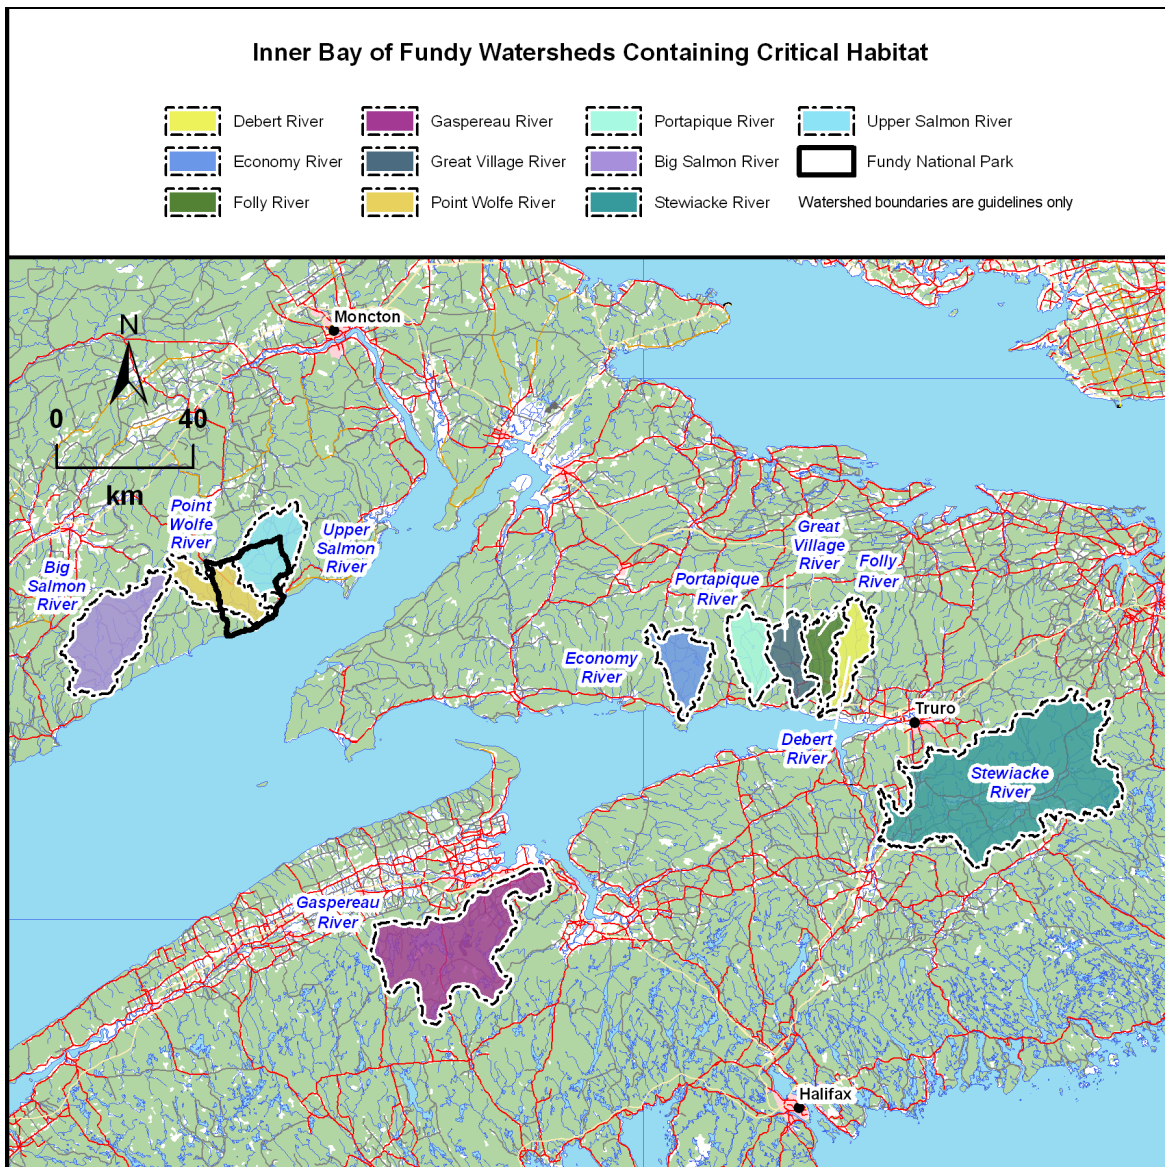 Inner Bay of Fundy Watersheds Containing Critical Habitat
Debert River
Gaspereau River
Portapique River
Upper Salmon River
Economy River
Great Village River
Big Salmon River
Fundy National Park
Folly River
Point Wolfe River
Stewiacke River
Watershed boundaries are guidelines only
Moncton
N
0
40
km
Point
Wolfe
River
Upper
Salmon
River
Big
Salmon
River
Great
Village
River
Folly
River
Portapique
River
Economy
River
Truro
Debert
River
Stewiacke
River
Gaspereau
River
Halifax